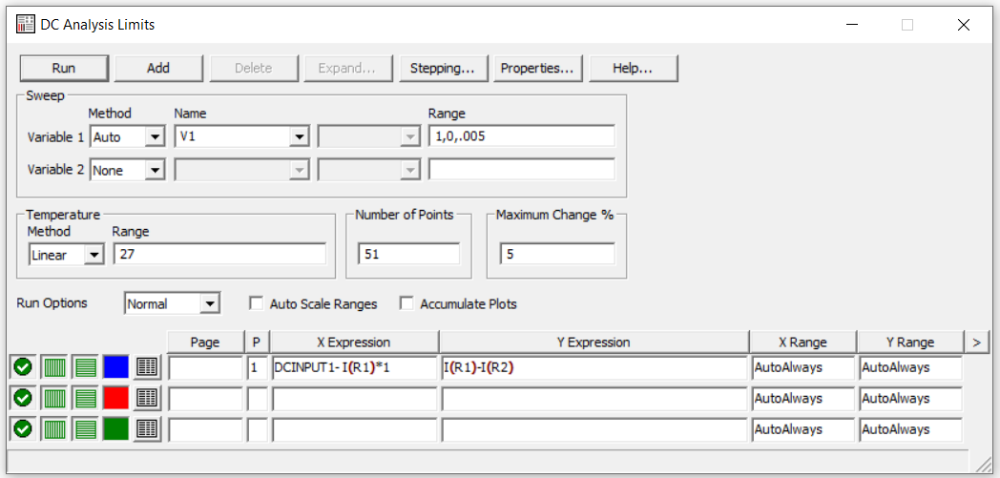 DC Analysis Limits
Run Add Delete Expand... Stepping... Properties... Help...
Sweep
Method Name Range
Variable 1 Auto V1 1,0,.005
Variable 2 None
Temperature Number of Points Maximum Change %
Method Range
Linear 27 51 5
Run Options Normal Auto Scale Ranges Accumulate Plots
Page P X Expression Y Expression X Range Y Range >
1 DCINPUT1-I(R1)*1 I(R1)-I(R2) AutoAlways AutoAlways
AutoAlways AutoAlways
AutoAlways AutoAlways